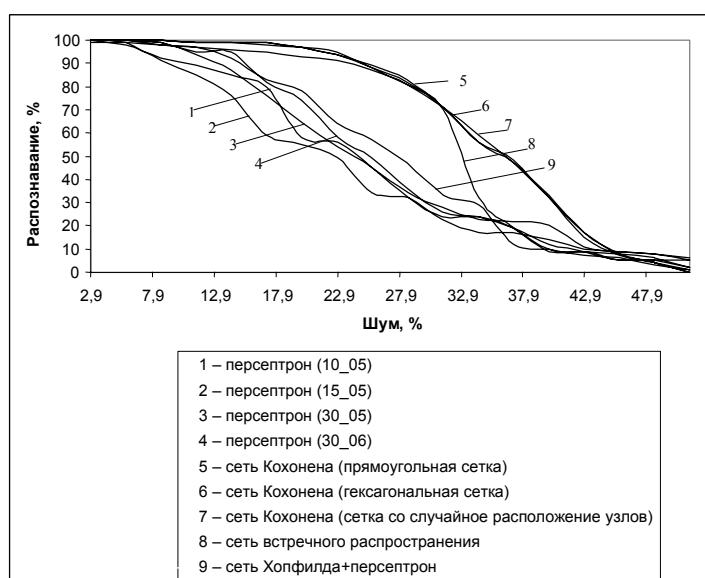 100
90
80
70
60
50
40
30
20
10
0
Распознавание, %
1
2
3
4
5
6
7
8
9
2,9 7,9 12,9 17,9 22,9 27,9 32,9 37,9 42,9 47,9
Шум, %
1 – персептрон (10_05)
2 – персептрон (15_05)
3 – персептрон (30_05)
4 – персептрон (30_06)
5 – сеть Кохонена (прямоугольная сетка)
6 – сеть Кохонена (гексагональная сетка)
7 – сеть Кохонена (сетка со случайное расположение узлов)
8 – сеть встречного распространения
9 – сеть Хопфилда+персептрон